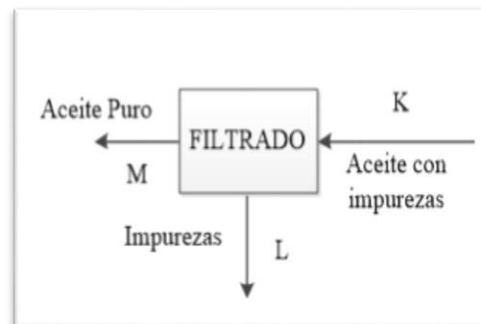 K
Aceite Puro
FILTRADO
M
Aceite con
impurezas
Impurezas
L